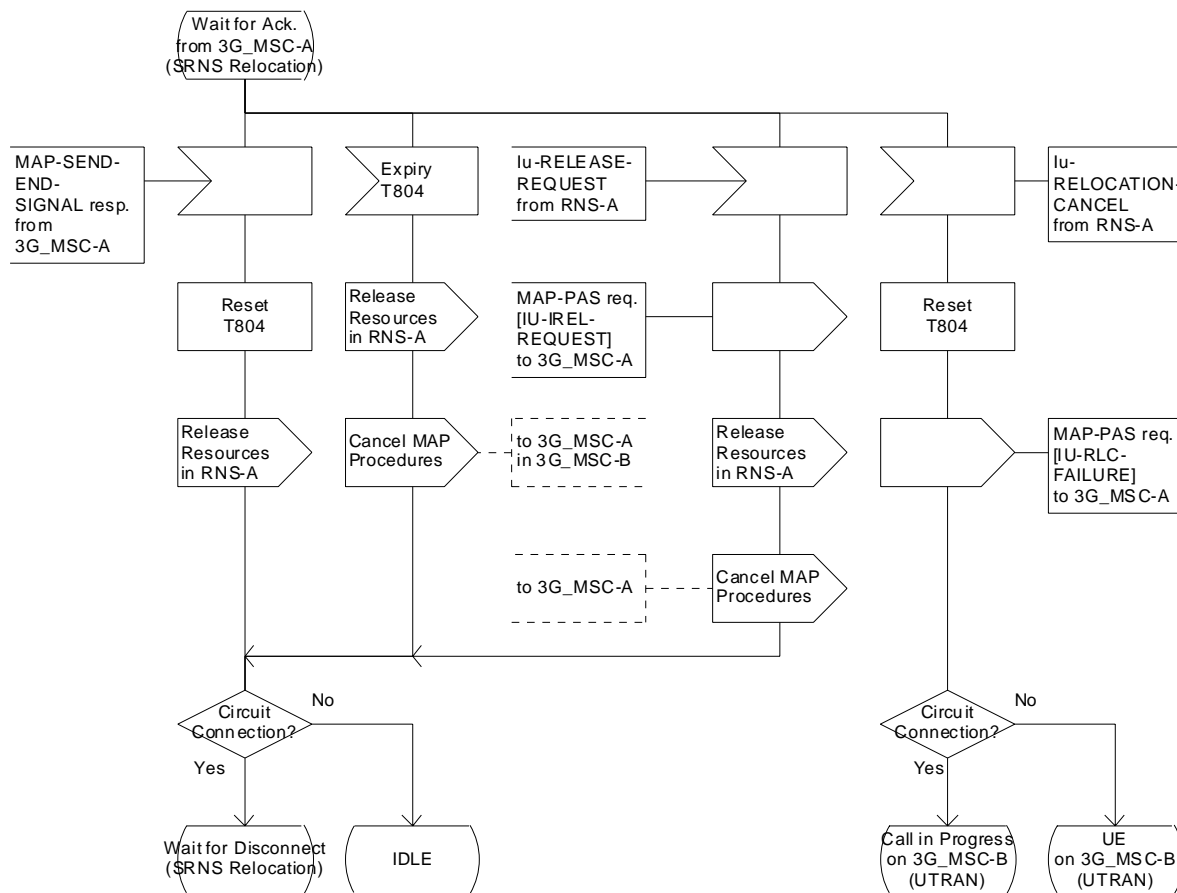 Wait for Ack.
from 3G_MSC-A
(SRNS Relocation)
MAP-SEND-
END-
SIGNAL resp.
from
3G_MSC-A
Expiry
T804
Iu-RELEASE-
REQUEST
from RNS-A
Iu-
RELOCATION-
CANCEL
from RNS-A
Reset
T804
Release
Resources
in RNS-A
MAP-PAS req.
[IU-IREL-
REQUEST]
to 3G_MSC-A
Reset
T804
Release
Resources
in RNS-A
Cancel MAP
Procedures
to 3G_MSC-A
in 3G_MSC-B
Release
Resources
in RNS-A
MAP-PAS req.
[IU-RLC-
FAILURE]
to 3G_MSC-A
to 3G_MSC-A
Cancel MAP
Procedures
Circuit
Connection?
No
Yes
Circuit
Connection?
No
Yes
Wait for Disconnect
(SRNS Relocation)
IDLE
Call in Progress
on 3G_MSC-B
(UTRAN)
UE
on 3G_MSC-B
(UTRAN)